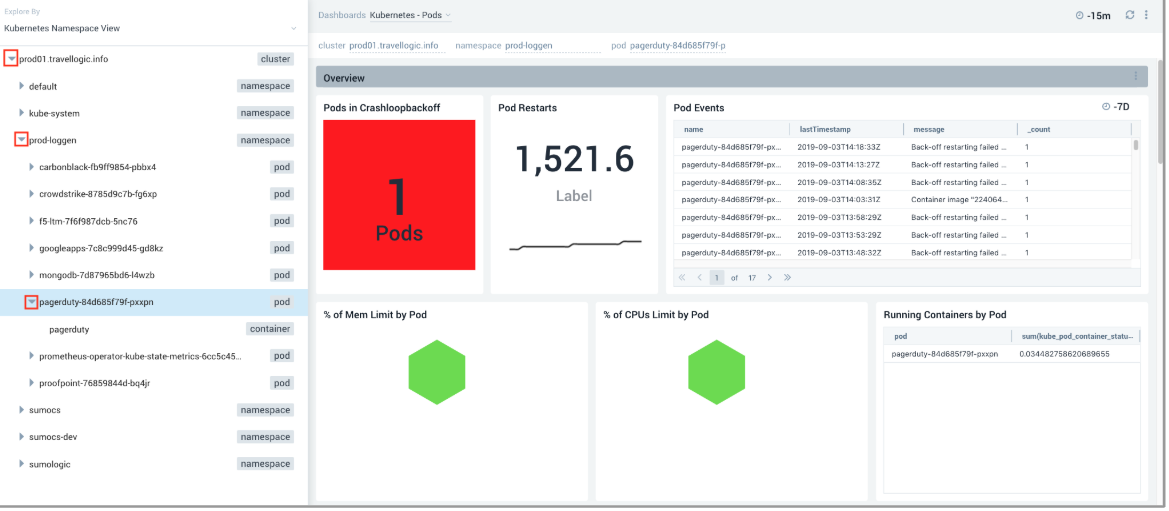 Explore By
Kubernetes Namespace View
prod01.travellogic.info cluster
default namespace
kube-system namespace
prod-loggen namespace
carbonblack-fb9ff9854-pbbx4 pod
crowdstrike-8785d9c7b-fg6xp pod
f5-ltm-7f6f987dcb-5nc76 pod
googleapps-7c8c999d45-gd8kz pod
mongodb-7d87965bd6-l4wzb pod
pagerduty-84d685f79f-pxxpn pod
pagerduty container
prometheus-operator-kube-state-metrics-6cc5c45... pod
proofpoint-76859844d-bq4jr pod
sumocs namespace
sumocs-dev namespace
sumologic namespace
Dashboards Kubernetes - Pods -15m
cluster prod01.travellogic.info namespace prod-loggen pod pagerduty-84d685f79f-p
Overview
Pods in Crashloopbackoff
1
Pods
Pod Restarts
1,521.6
Label
Pod Events -7D
name lastTimestamp message _count
pagerduty-84d685f79f-px... 2019-09-03T14:18:33Z Back-off restarting failed ... 1
pagerduty-84d685f79f-px... 2019-09-03T14:13:27Z Back-off restarting failed ... 1
pagerduty-84d685f79f-px... 2019-09-03T14:08:35Z Back-off restarting failed ... 1
pagerduty-84d685f79f-px... 2019-09-03T14:03:31Z Container image "224064... 1
pagerduty-84d685f79f-px... 2019-09-03T13:58:29Z Back-off restarting failed ... 1
pagerduty-84d685f79f-px... 2019-09-03T13:53:29Z Back-off restarting failed ... 1
pagerduty-84d685f79f-px... 2019-09-03T13:48:32Z Back-off restarting failed ... 1
1 of 17
% of Mem Limit by Pod
% of CPUs Limit by Pod
Running Containers by Pod
pod sum(kube_pod_container_statu...
pagerduty-84d685f79f-pxxpn 0.034482758620689655